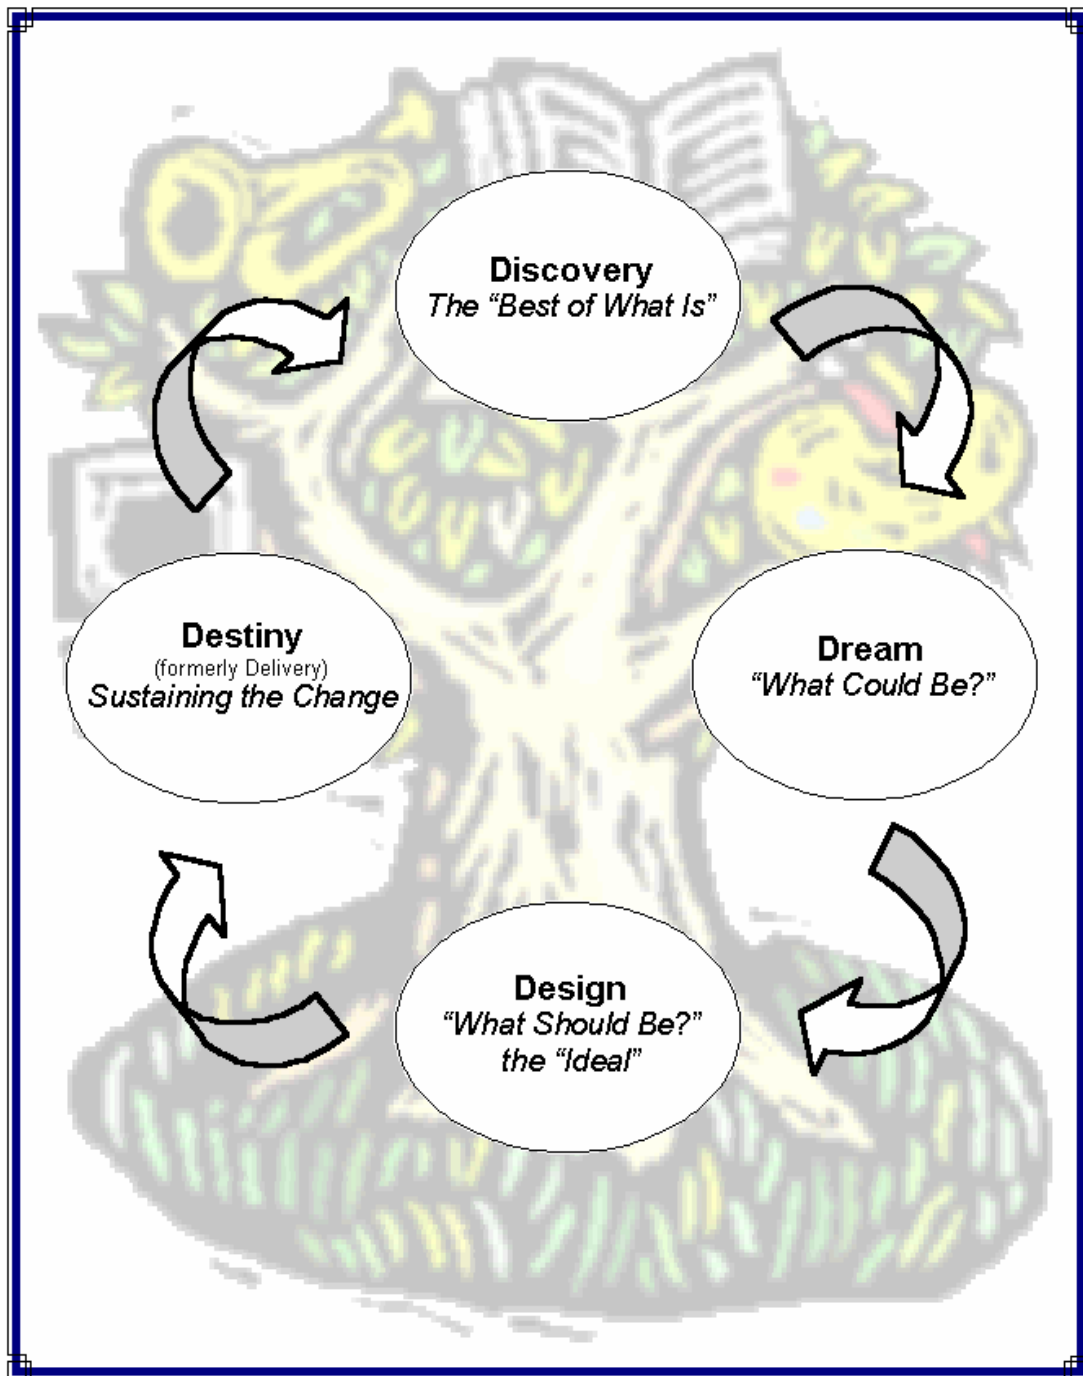 Discovery
The “Best of What Is”
Dream
“What Could Be?”
Design
“What Should Be?”
the “Ideal”
Destiny
(formerly Delivery)
Sustaining the Change